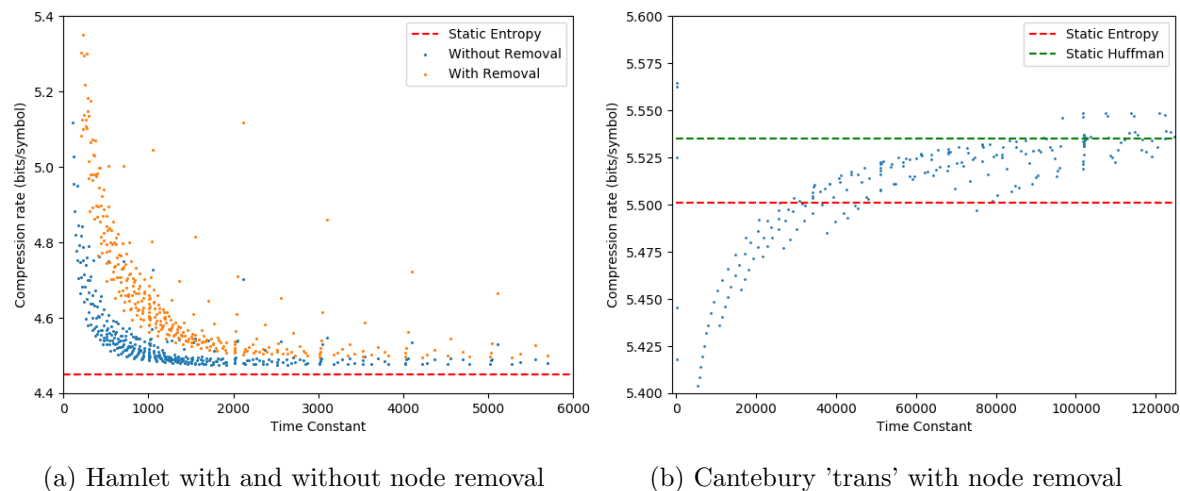 5.4
5.2
5.0
4.8
4.6
4.4
Compression rate (bits/symbol)
0 1000 2000 3000 4000 5000 6000
Time Constant
Static Entropy
Without Removal
With Removal
(a) Hamlet with and without node removal
5.600
5.575
5.550
5.525
5.500
5.475
5.450
5.425
5.400
Compression rate (bits/symbol)
0 20000 40000 60000 80000 100000 120000
Time Constant
Static Entropy
Static Huffman
(b) Cantebury 'trans' with node removal